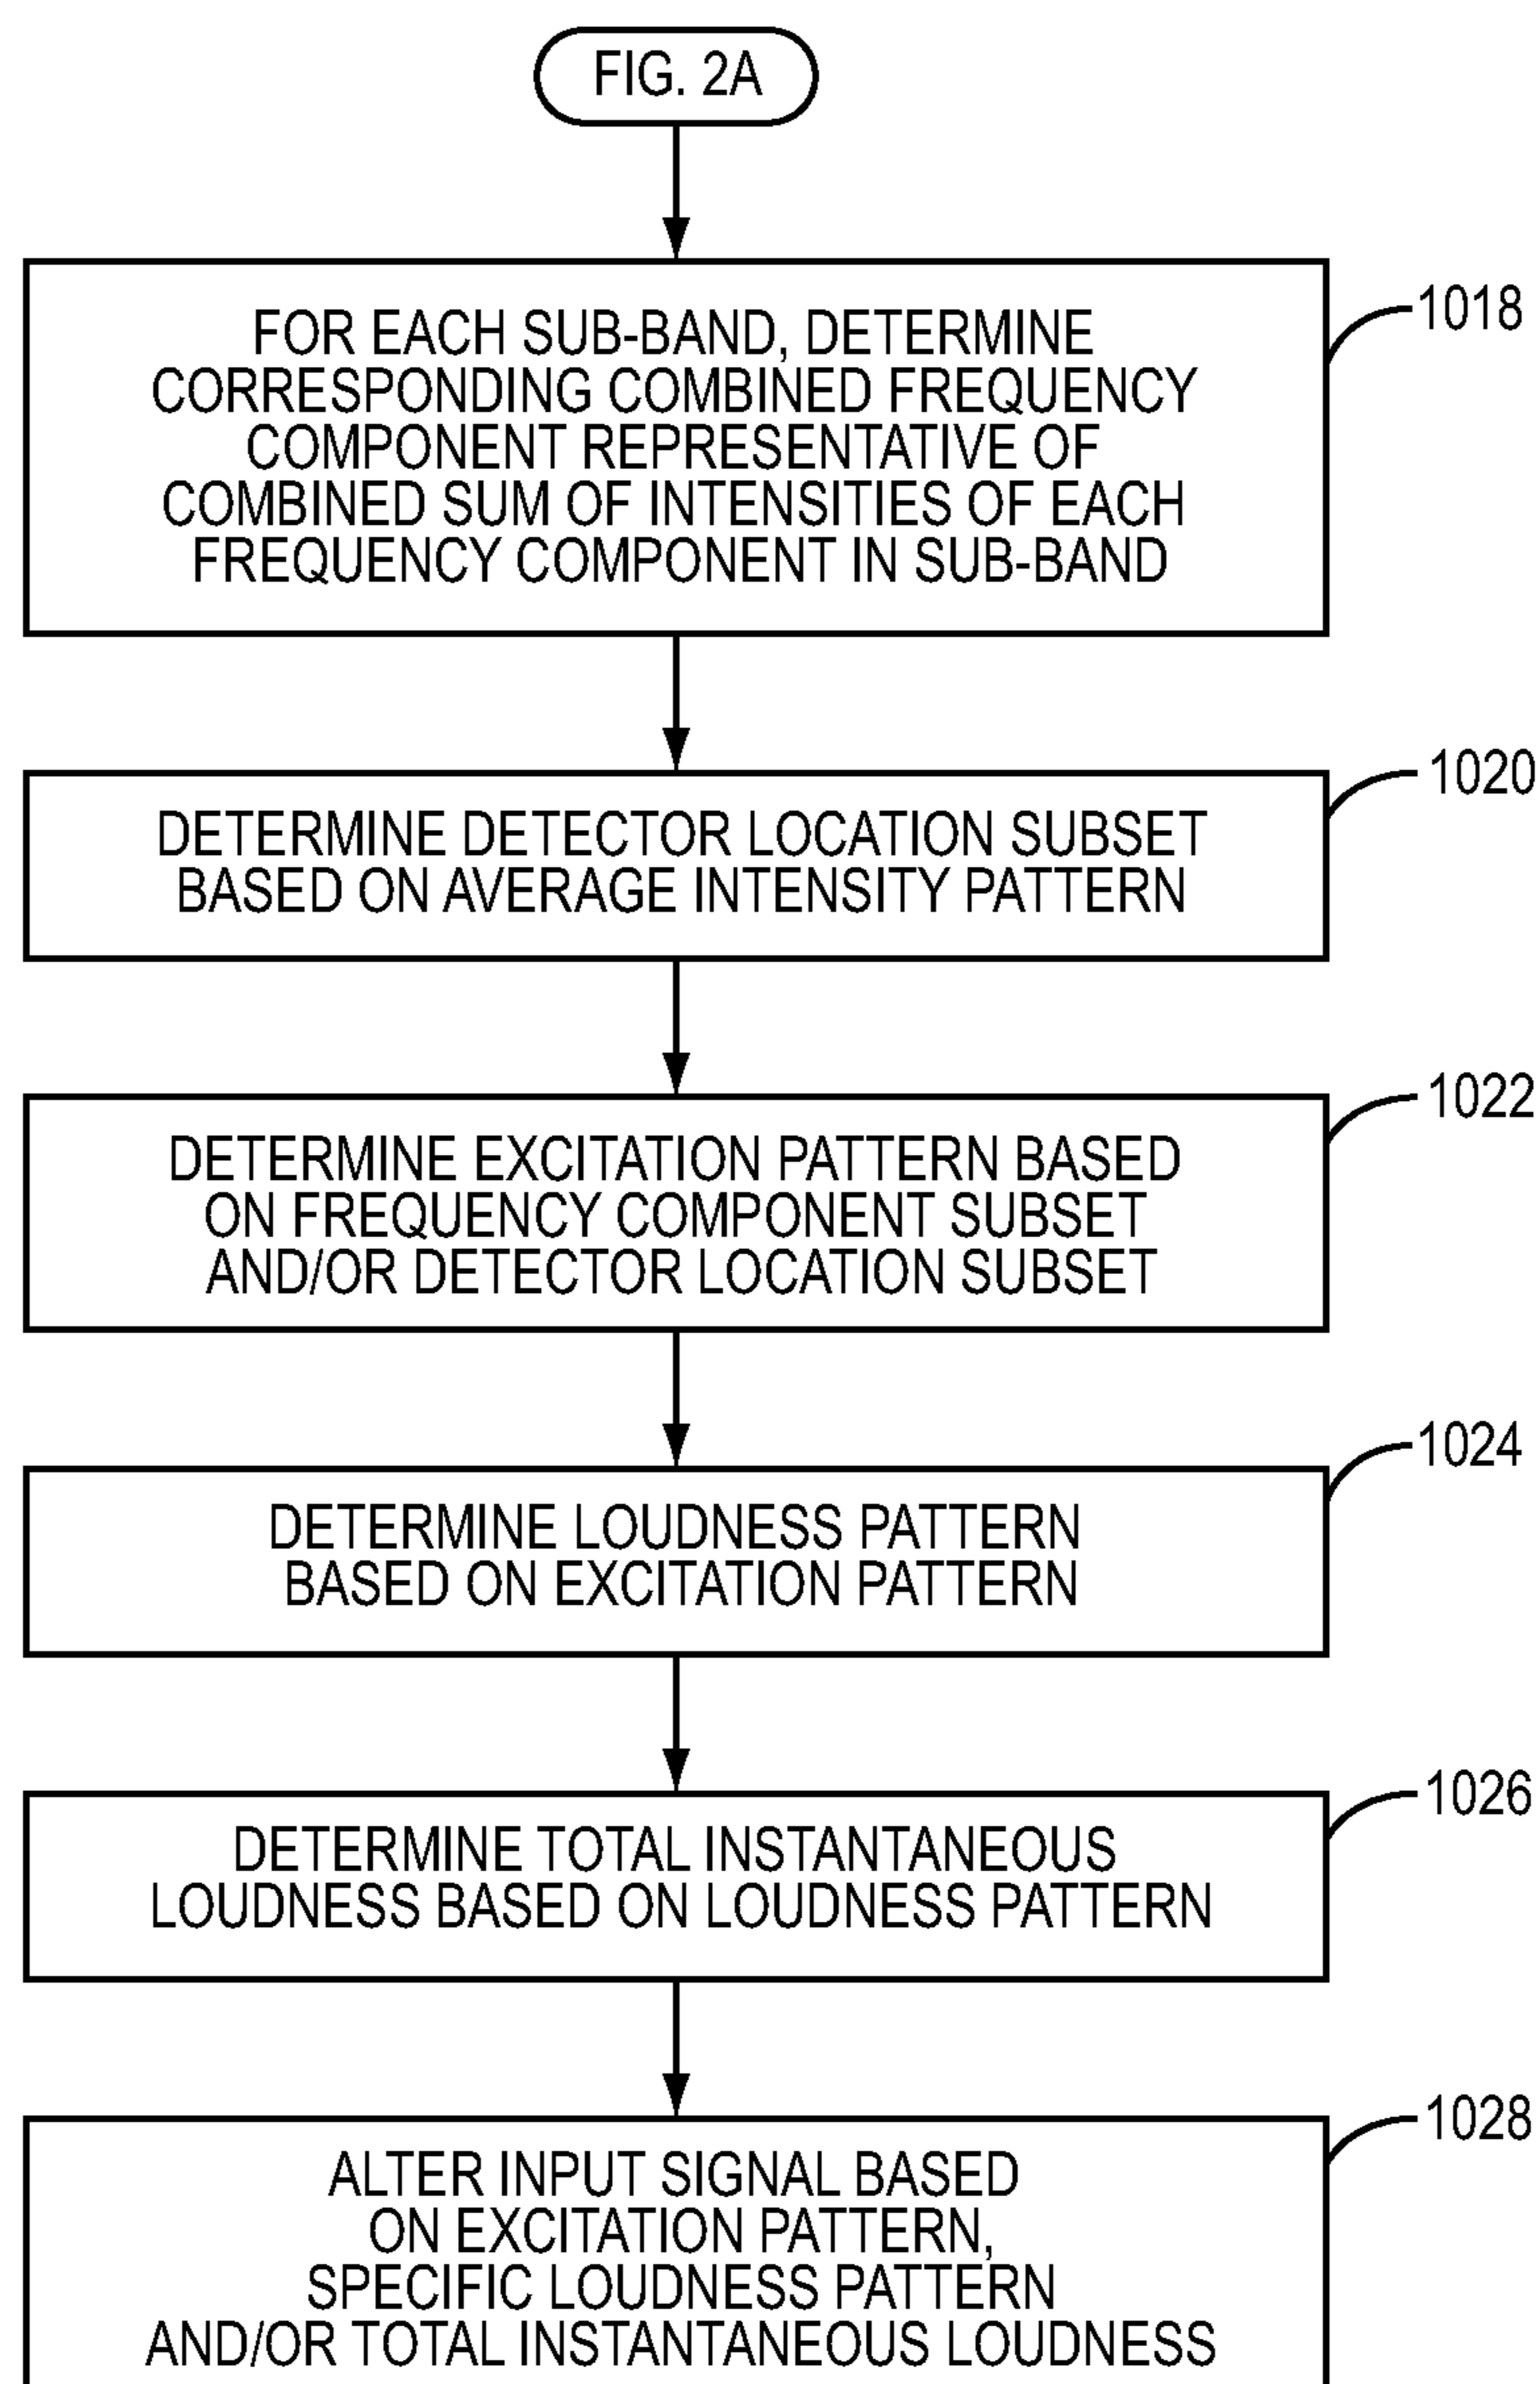 FIG. 2A
FOR EACH SUB-BAND, DETERMINE
CORRESPONDING COMBINED FREQUENCY
COMPONENT REPRESENTATIVE OF
COMBINED SUM OF INTENSITIES OF EACH
FREQUENCY COMPONENT IN SUB-BAND
1018
DETERMINE DETECTOR LOCATION SUBSET
BASED ON AVERAGE INTENSITY PATTERN
1020
DETERMINE EXCITATION PATTERN BASED
ON FREQUENCY COMPONENT SUBSET
AND/OR DETECTOR LOCATION SUBSET
1022
DETERMINE LOUDNESS PATTERN
BASED ON EXCITATION PATTERN
1024
DETERMINE TOTAL INSTANTANEOUS
LOUDNESS BASED ON LOUDNESS PATTERN
1026
ALTER INPUT SIGNAL BASED
ON EXCITATION PATTERN,
SPECIFIC LOUDNESS PATTERN
AND/OR TOTAL INSTANTANEOUS LOUDNESS
1028